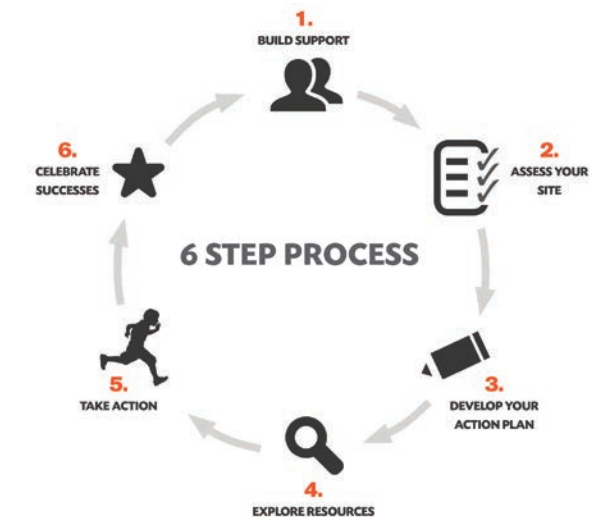 1.
BUILD SUPPORT
2.
ASSESS YOUR
SITE
3.
DEVELOP YOUR
ACTION PLAN
4.
EXPLORE RESOURCES
5.
TAKE ACTION
6.
CELEBRATE
SUCCESSES
6 STEP PROCESS